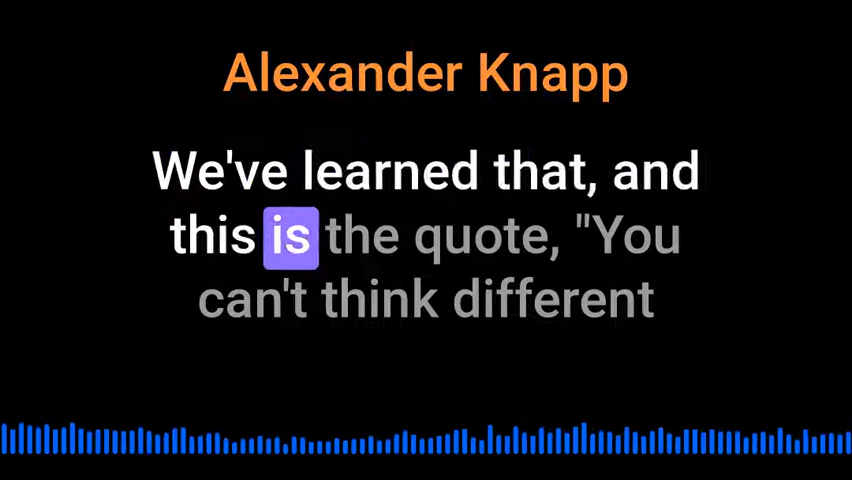 Alexander Knapp
We've learned that, and
this is the quote, "You
can't think different